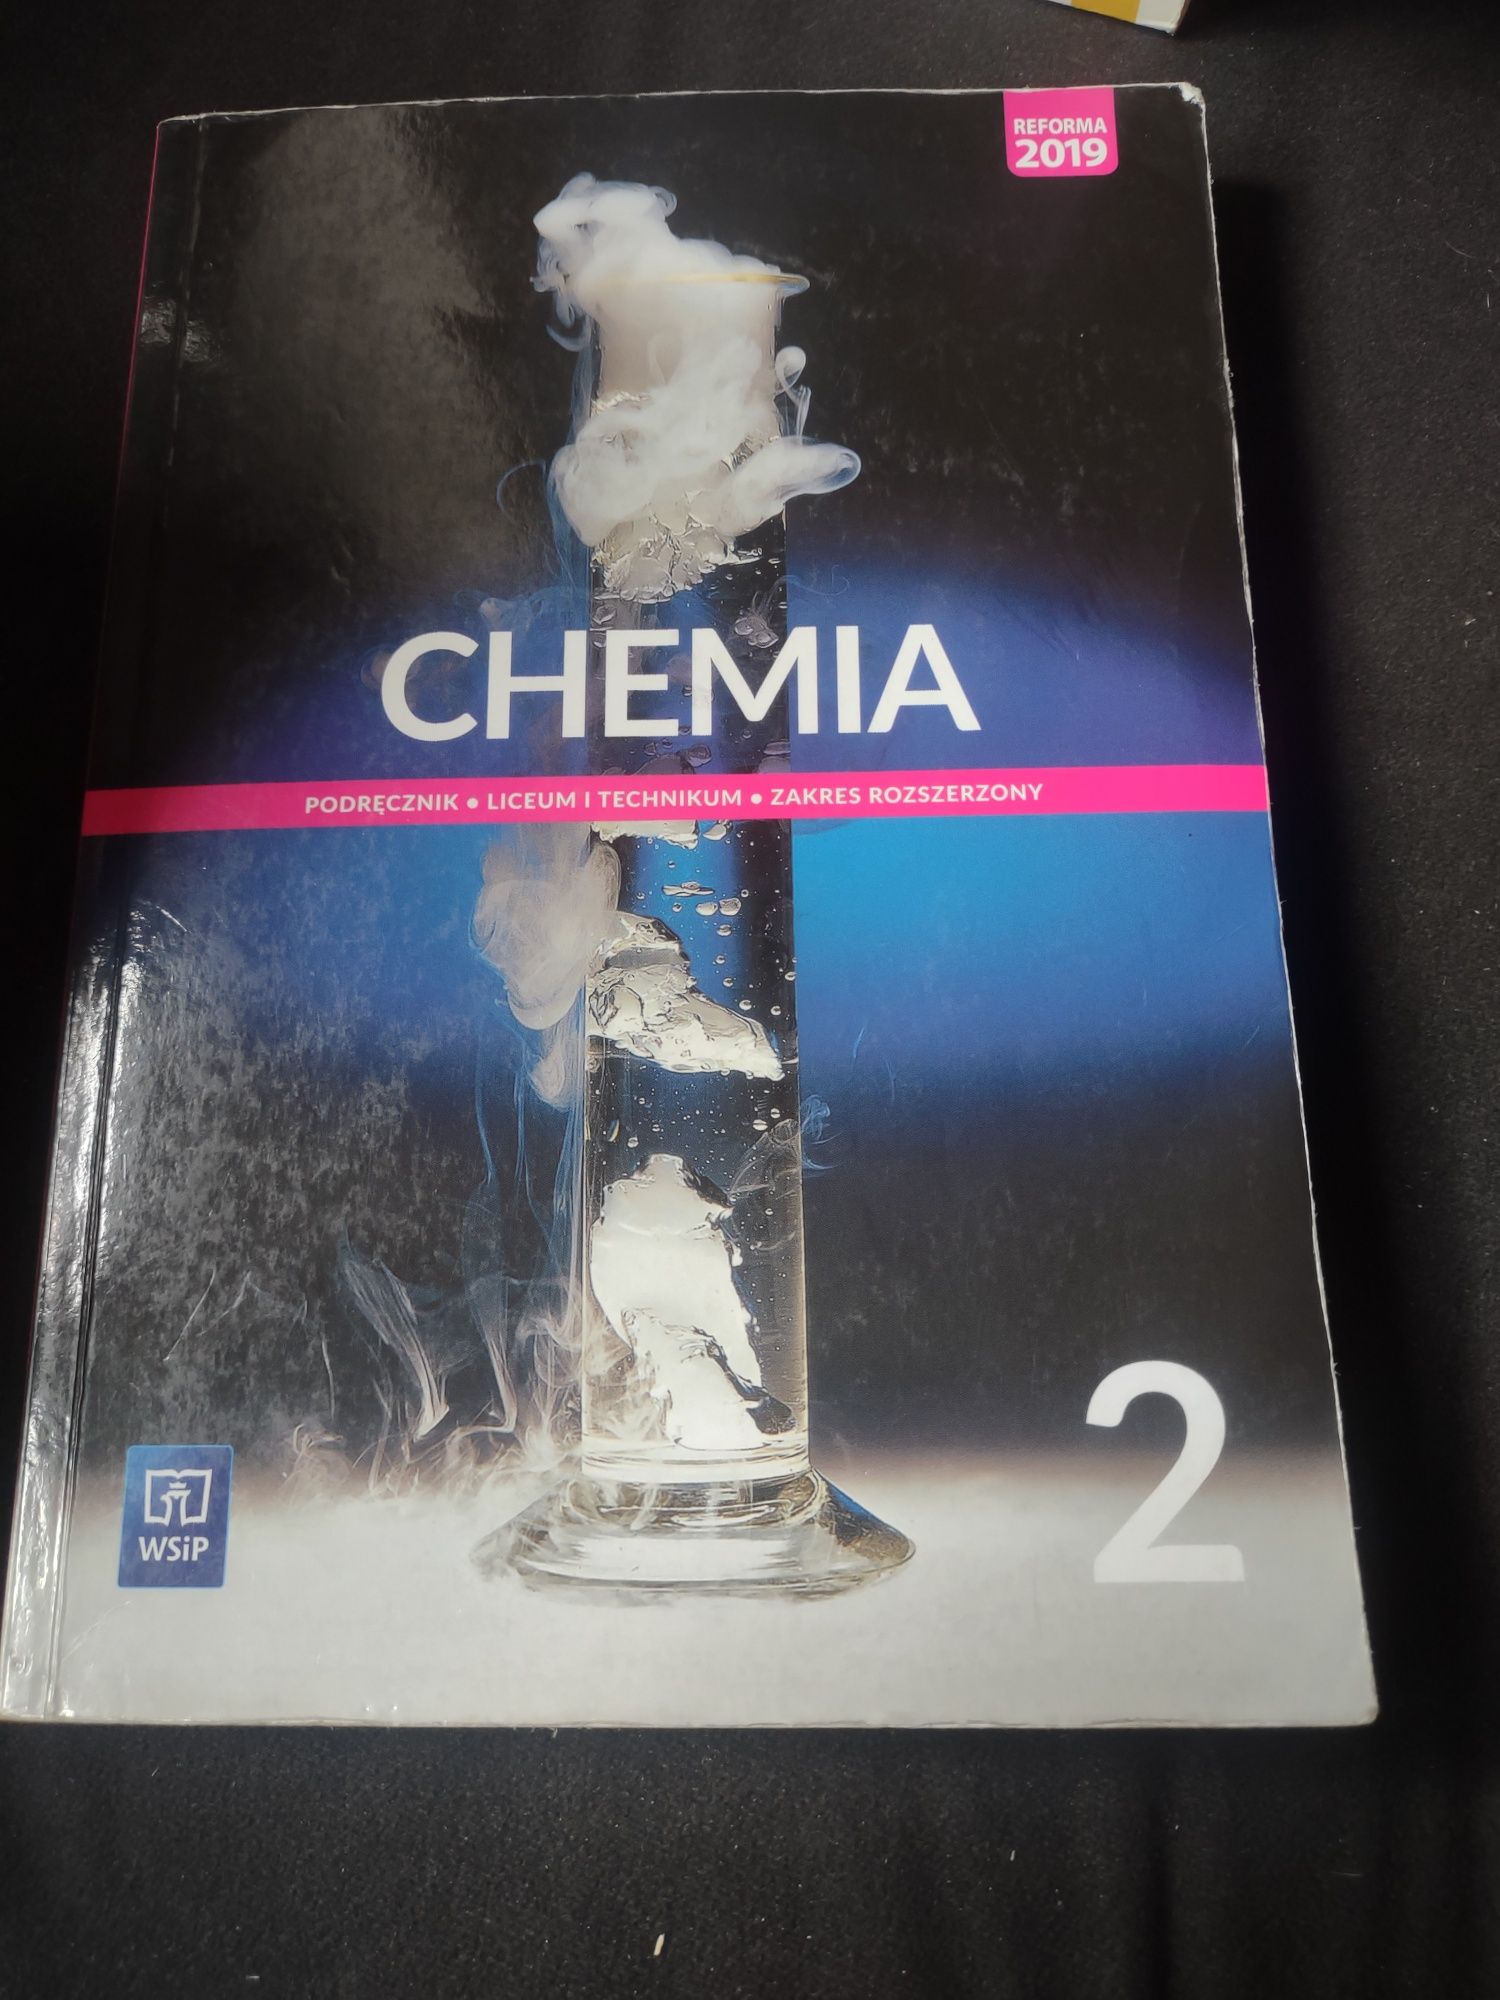 REFORMA
2019
CHEMIA
PODRĘCZNIK • LICEUM I TECHNIKUM • ZAKRES ROZSZERZONY
2
WSiP